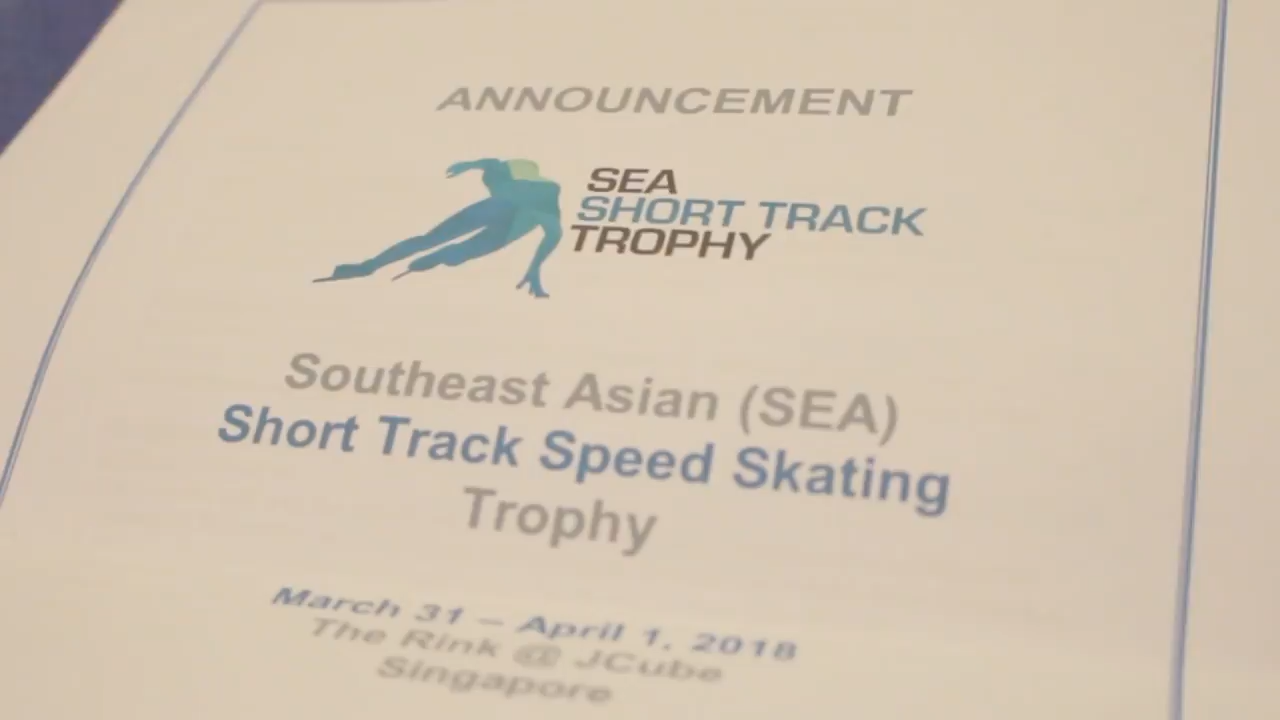 ANNOUNCEMENT
SEA
SHORT TRACK
TROPHY
Southeast Asian (SEA)
Short Track Speed Skating
Trophy
March 31 – April 1, 2018
The Rink @ JCube
Singapore